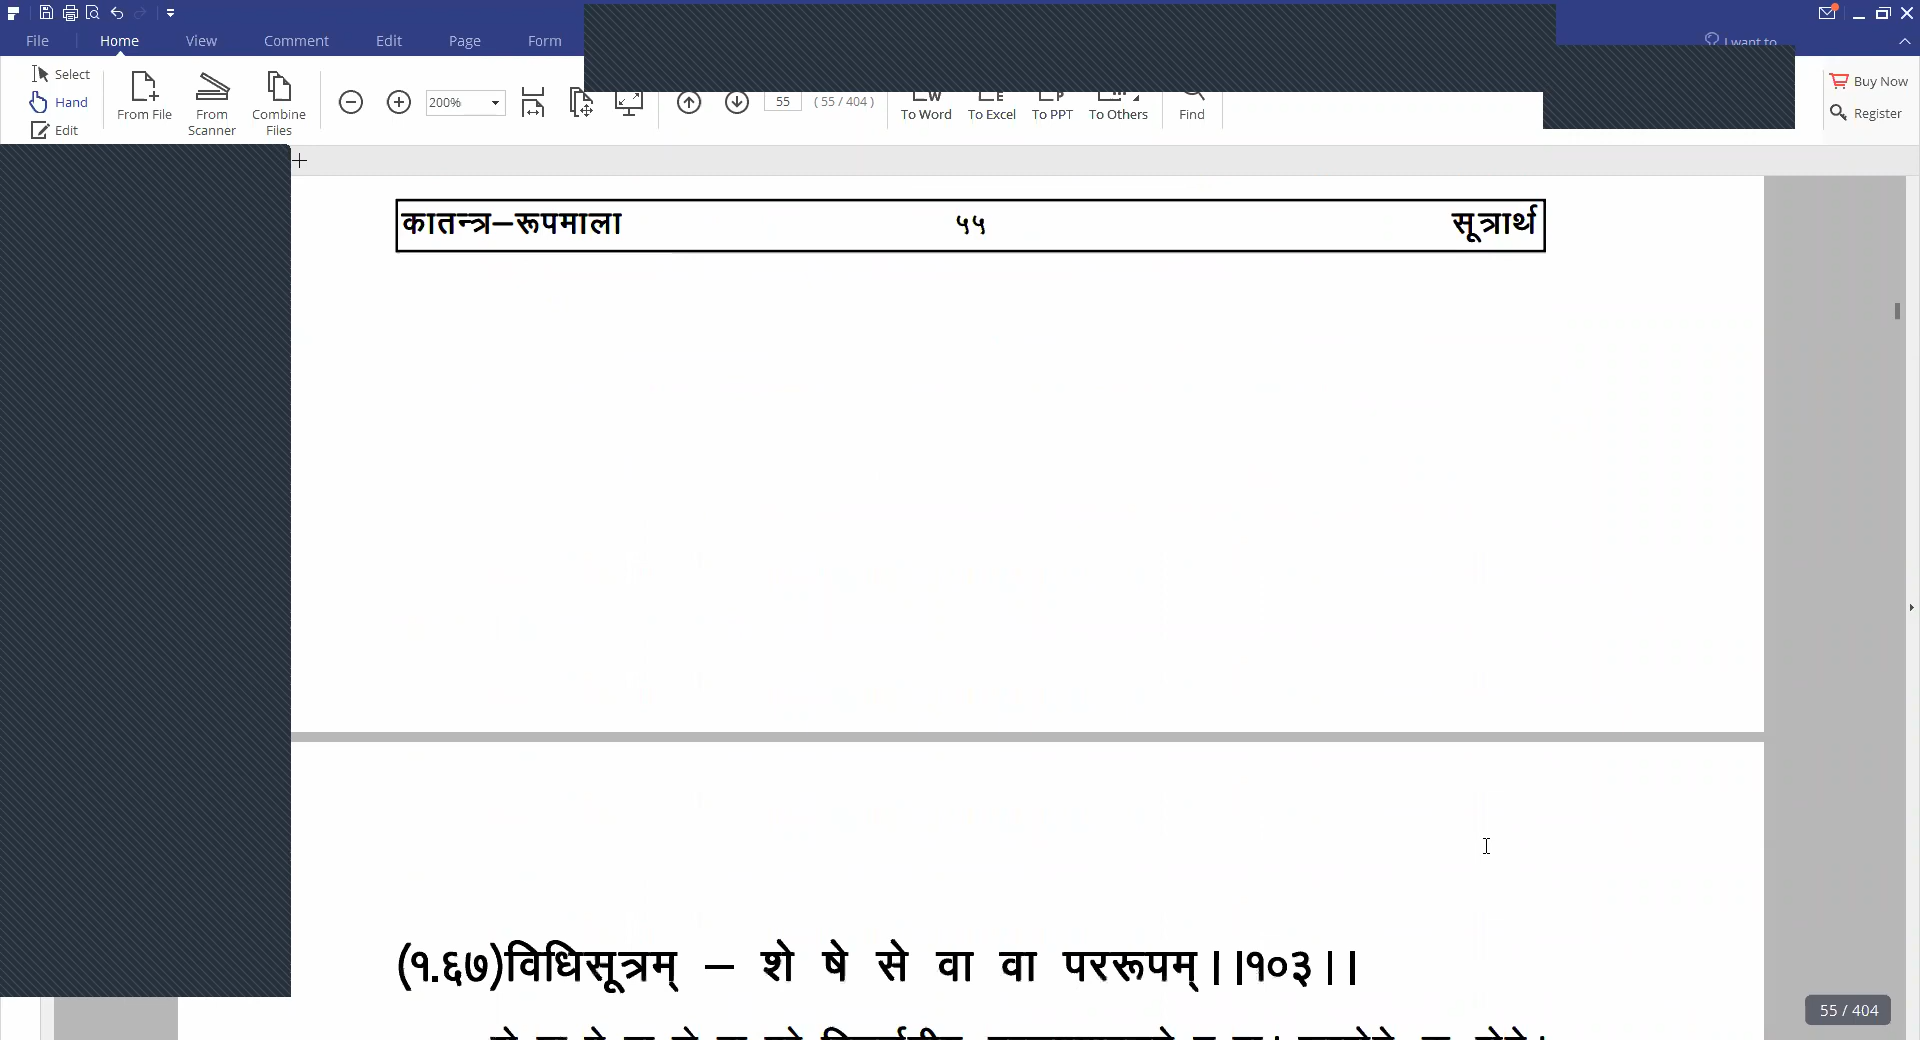 File Home View Comment Edit Page Form
I want to
Select
Hand
Edit
From File
From Scanner
Combine Files
200%
55 ( 55 / 404 )
To Word To Excel To PPT To Others Find
Buy Now
Register
कातन्त्र–रूपमाला ५५ सूत्रार्थ
(१.६७)विधिसूत्रम् – शे षे से वा वा पररूपम्।।१०३।।
55 / 404